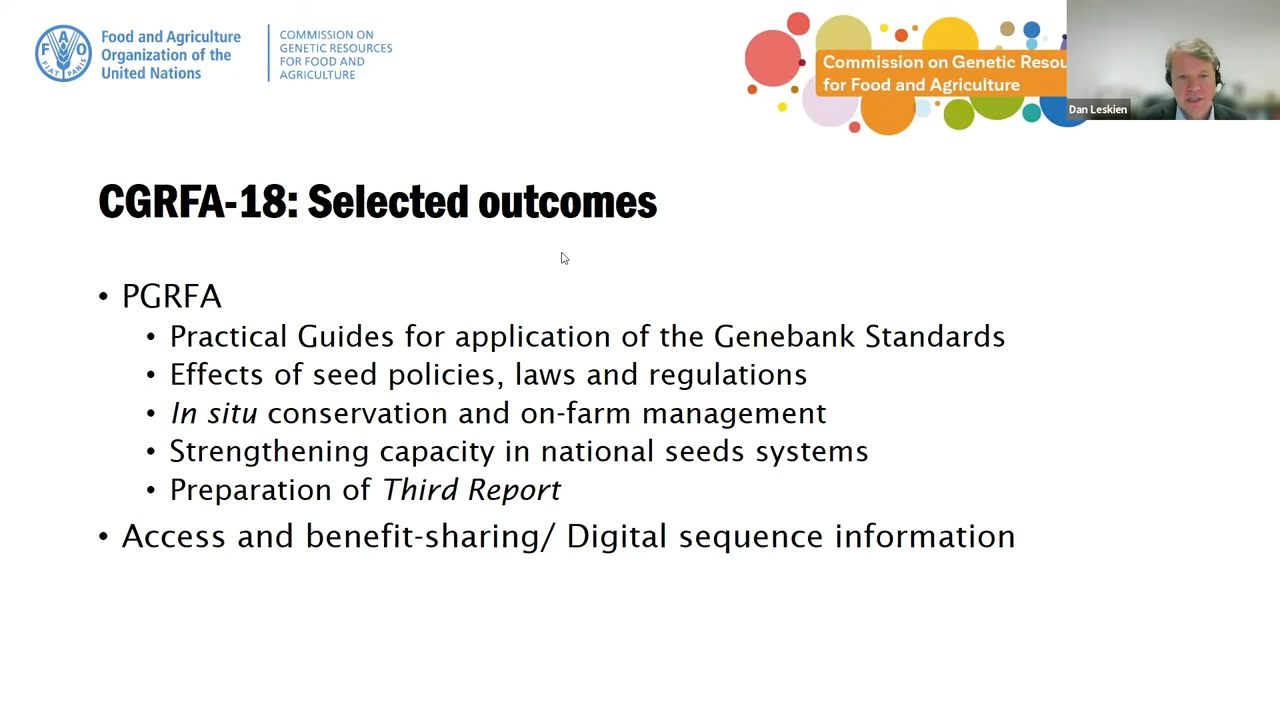 Food and Agriculture
Organization of the
United Nations
COMMISSION ON
GENETIC RESOURCES
FOR FOOD AND
AGRICULTURE
F A O
FIAT PANIS
Commission on Genetic Resou
for Food and Agriculture
Dan Leskien
CGRFA-18: Selected outcomes
• PGRFA
• Practical Guides for application of the Genebank Standards
• Effects of seed policies, laws and regulations
• In situ conservation and on-farm management
• Strengthening capacity in national seeds systems
• Preparation of Third Report
• Access and benefit-sharing/ Digital sequence information